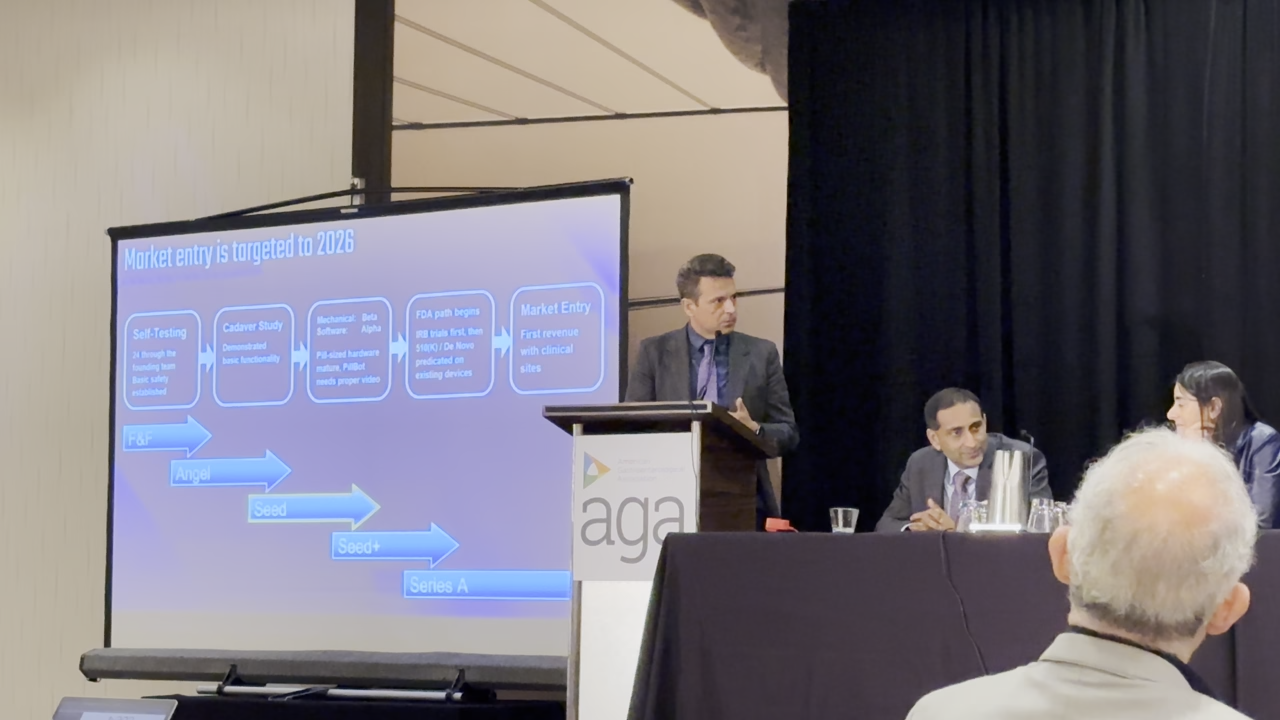 Market entry is targeted to 2026
Self-Testing
24 through the
founding team
Basic safety
established
Cadaver Study
Demonstrated
basic functionality
Mechanical: Beta
Software: Alpha
Pill-sized hardware
mature, PillBot
needs proper video
FDA path begins
IRB trials first, then
510(K) / De Novo
predicated on
existing devices
Market Entry
First revenue
with clinical
sites
F&F
Angel
Seed
Seed+
Series A
aga